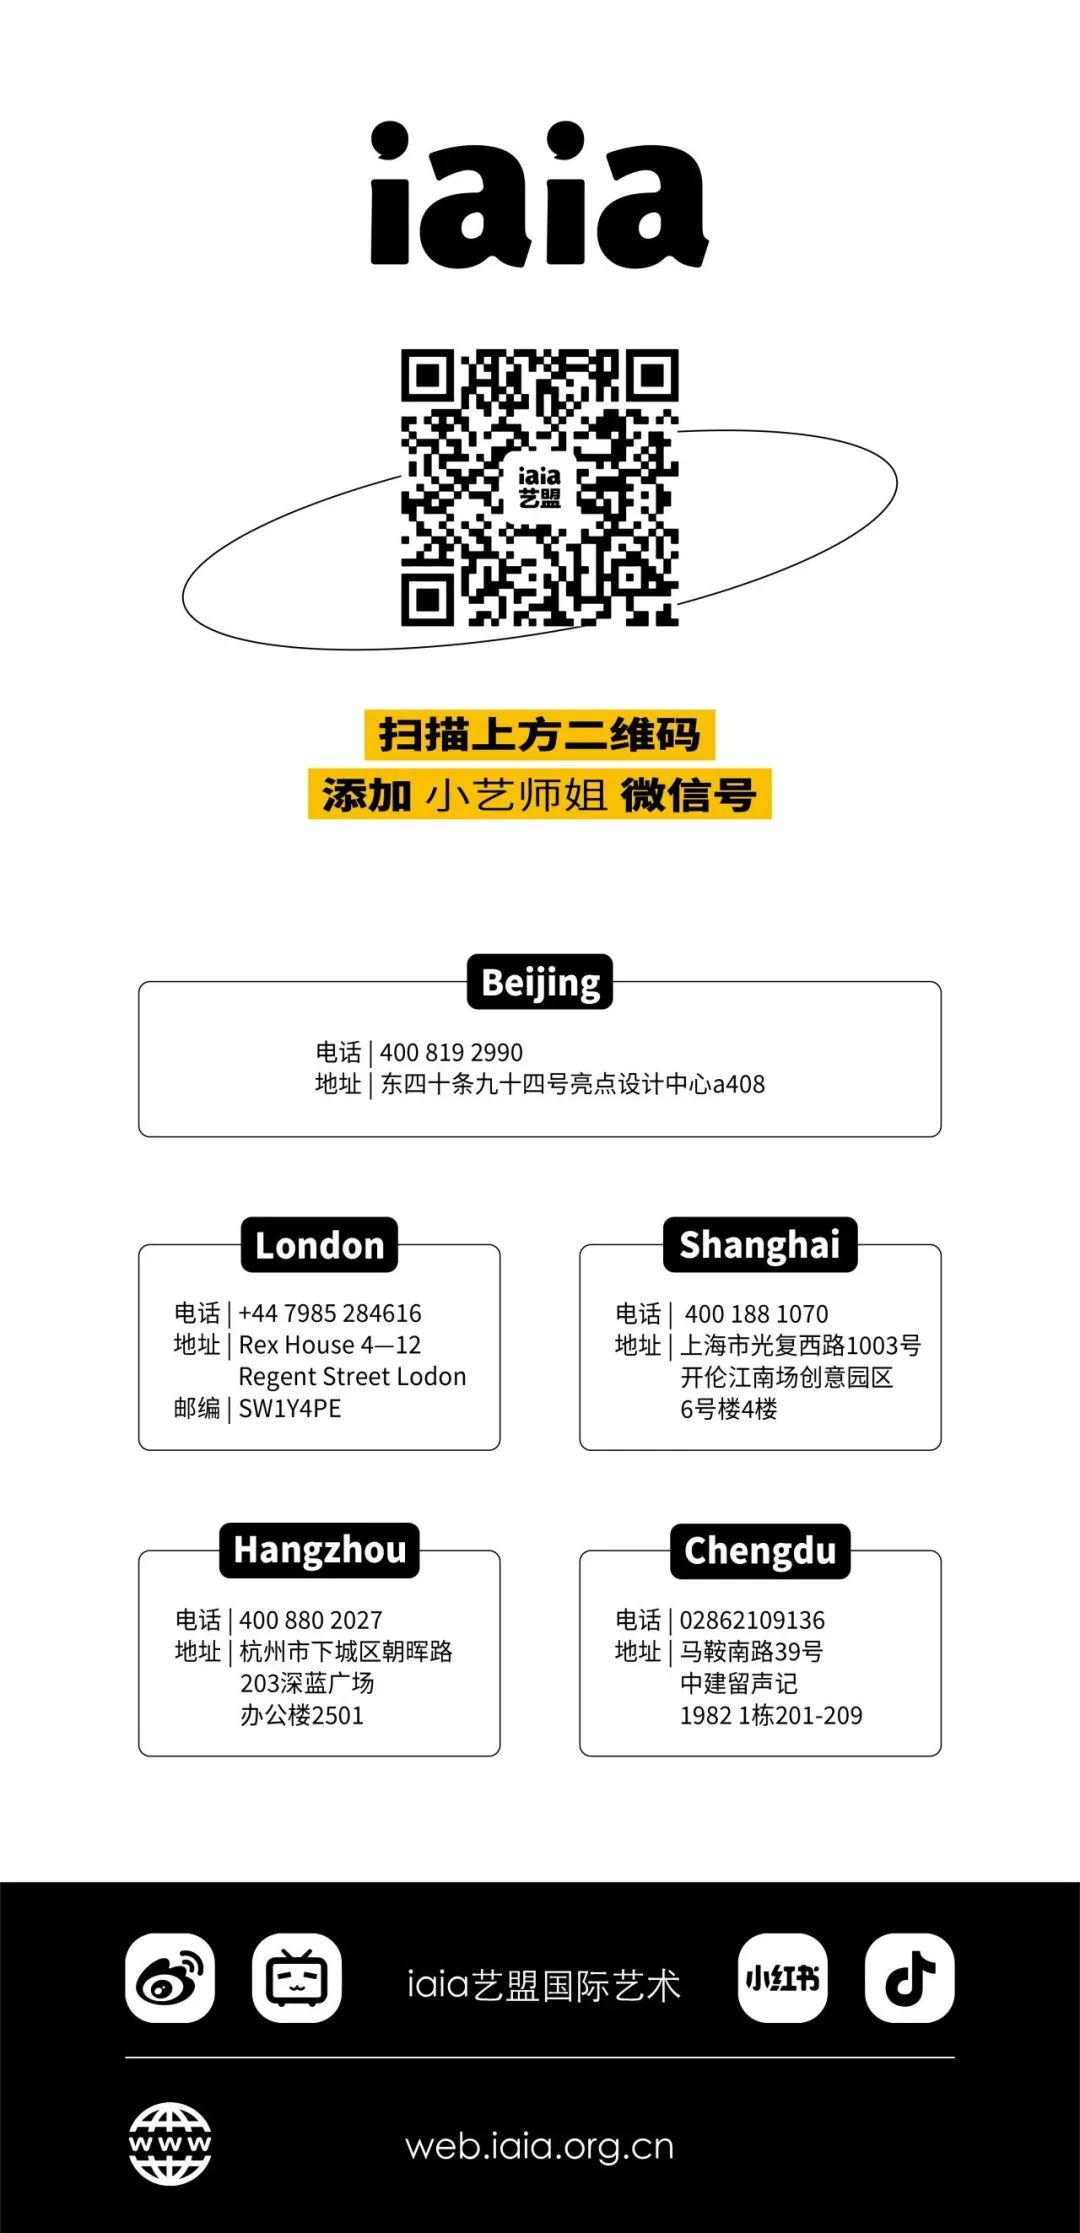 iaia
iaia
艺盟
扫描上方二维码
添加 小艺师姐 微信号
Beijing
电话 | 400 819 2990
地址 | 东四十条九十四号亮点设计中心a408
London
电话 | +44 7985 284616
地址 | Rex House 4—12
Regent Street Lodon
邮编 | SW1Y4PE
Shanghai
电话 | 400 188 1070
地址 | 上海市光复西路1003号
开伦江南场创意园区
6号楼4楼
Hangzhou
电话 | 400 880 2027
地址 | 杭州市下城区朝晖路
203深蓝广场
办公楼2501
Chengdu
电话 | 02862109136
地址 | 马鞍南路39号
中建留声记
1982 1栋201-209
iaia艺盟国际艺术
小红书
www
web.iaia.org.cn